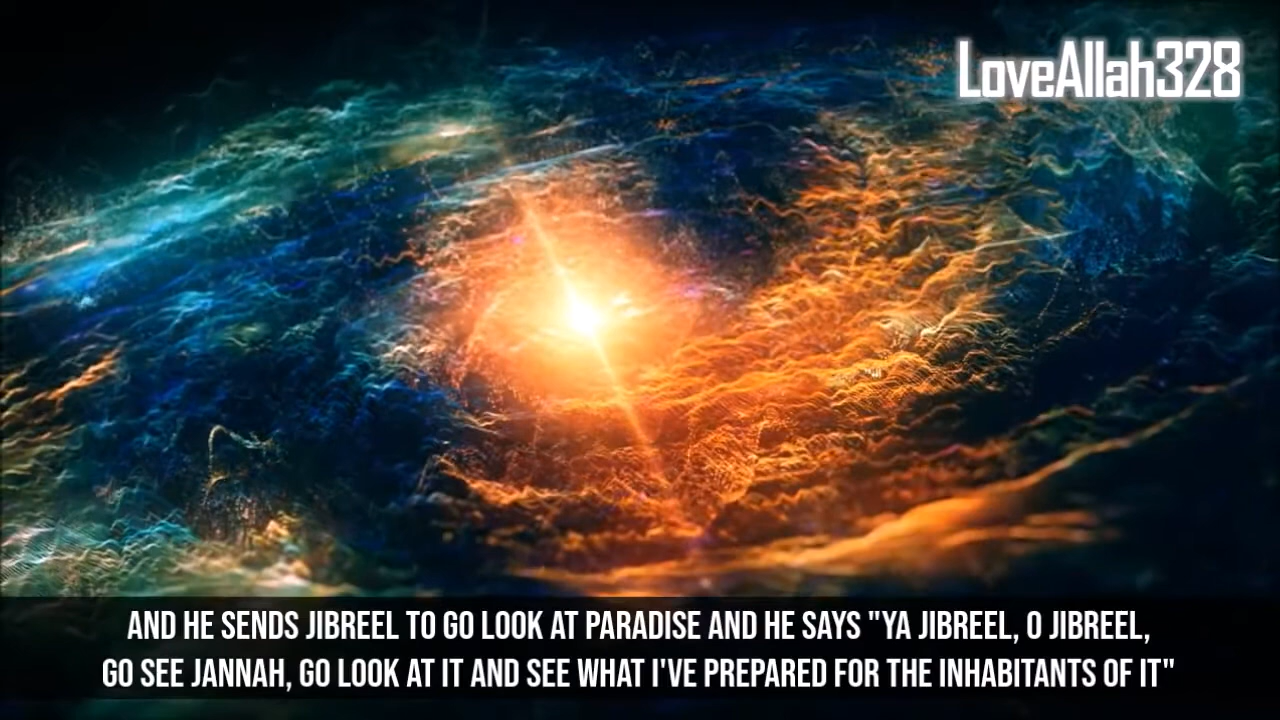 LoveAllah328
AND HE SENDS JIBREEL TO GO LOOK AT PARADISE AND HE SAYS "YA JIBREEL, O JIBREEL,
GO SEE JANNAH, GO LOOK AT IT AND SEE WHAT I'VE PREPARED FOR THE INHABITANTS OF IT"